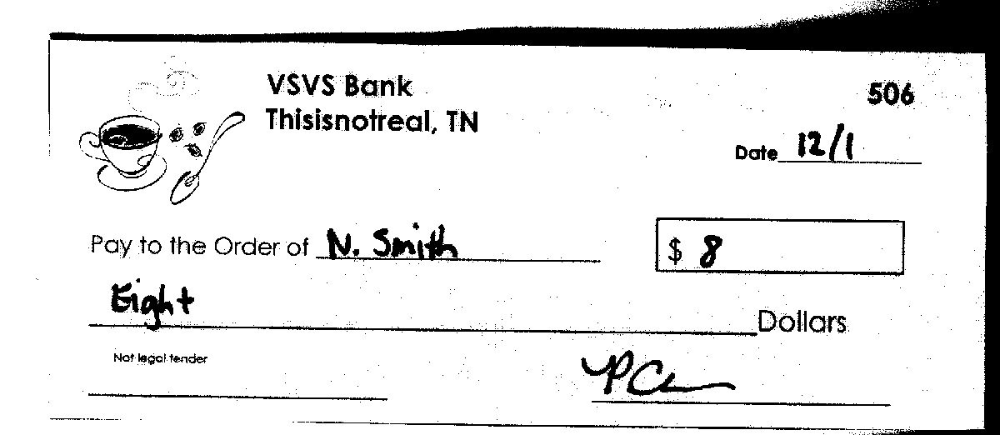 VSVS Bank
Thisisnotreal, TN
506
Date 12/1
Pay to the Order of N. Smith
$ 8
Eight Dollars
Not legal tender